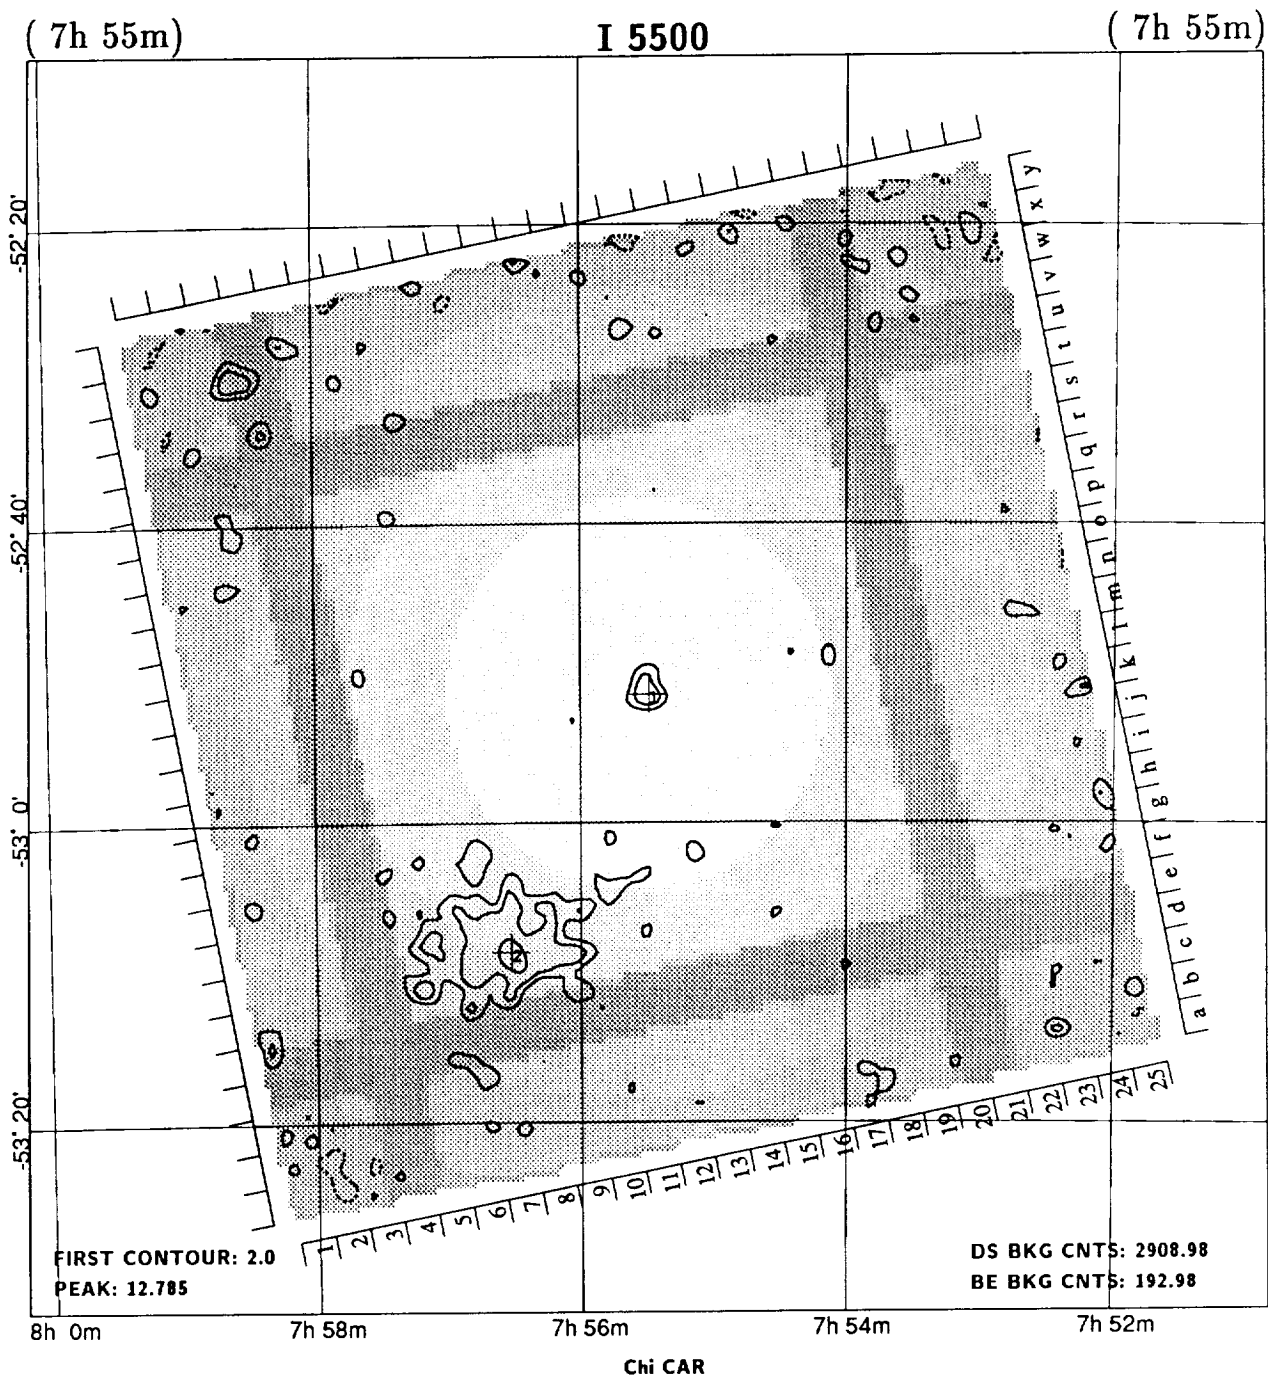 ( 7h 55m)
I 5500
( 7h 55m)
-52° 20'
-52° 40'
-53° 0'
-53° 20'
a b c d e f g h i j k l m n o p q r s t u v w x y
1
2
1 2 3 4 5 6 7 8 9 10 11 12 13 14 15 16 17 18 19 20 21 22 23 24 25
FIRST CONTOUR: 2.0
PEAK: 12.785
DS BKG CNTS: 2908.98
BE BKG CNTS: 192.98
8h 0m
7h 58m
7h 56m
7h 54m
7h 52m
Chi CAR